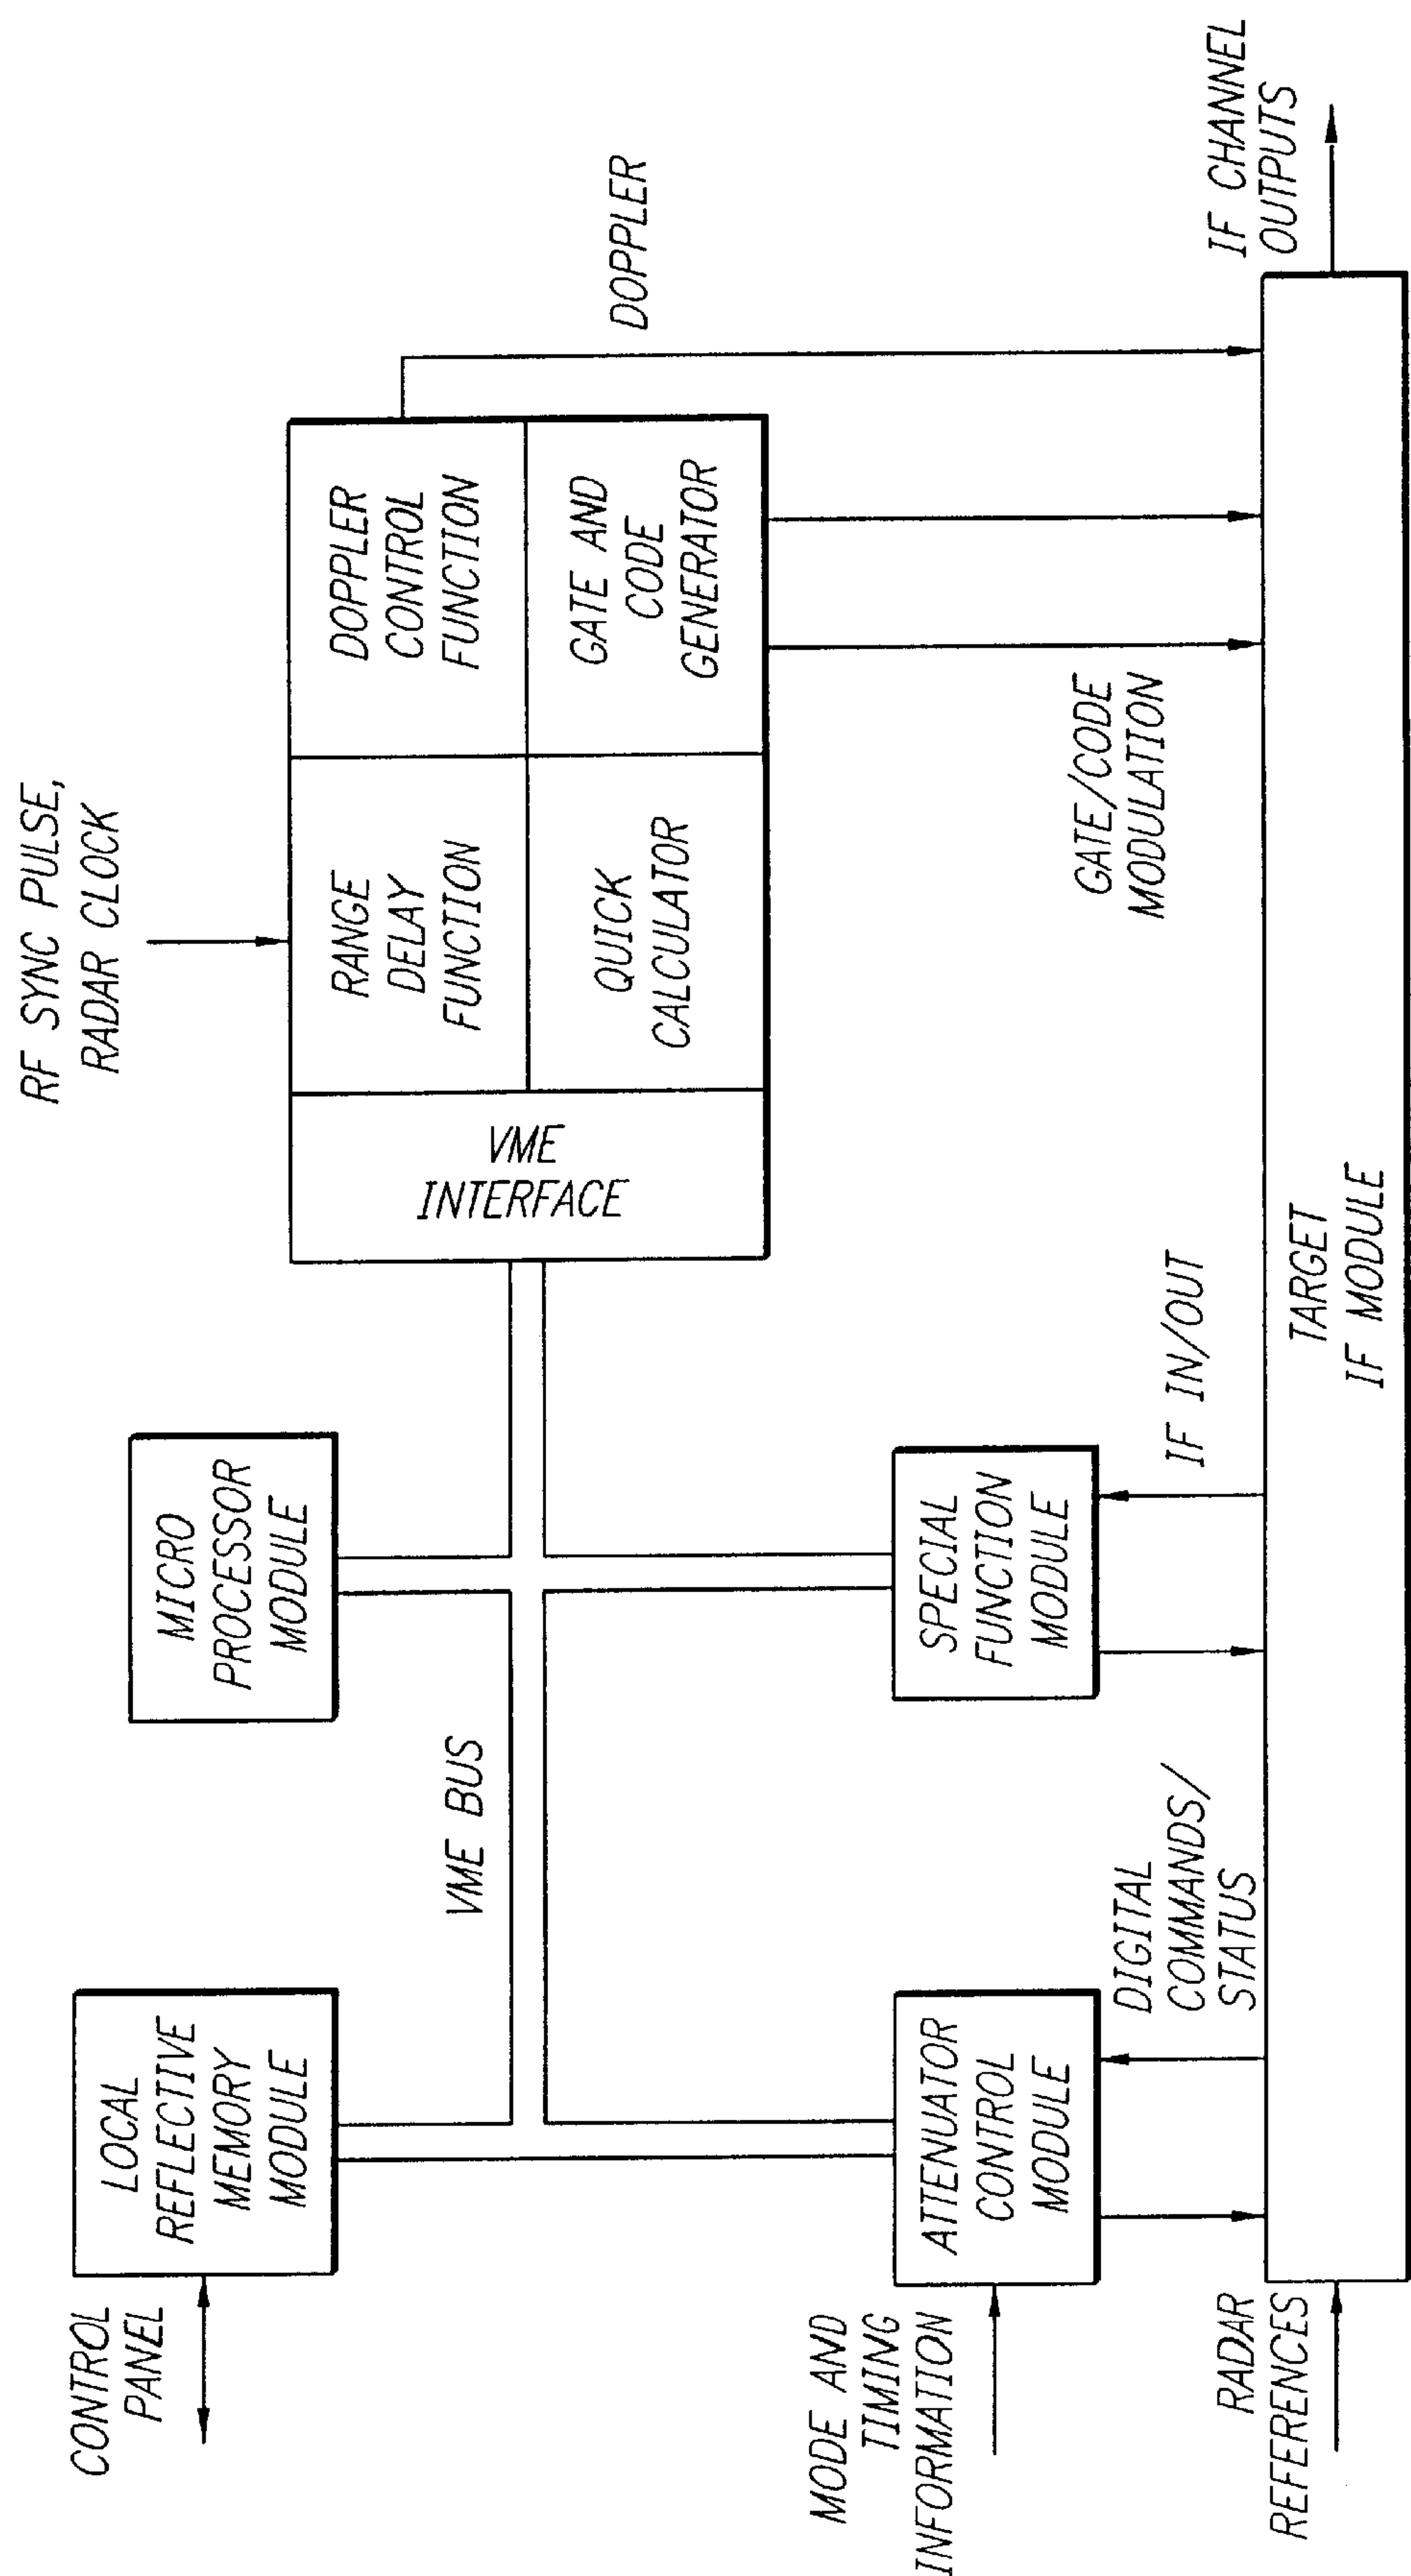 RF SYNC PULSE,
RADAR CLOCK
CONTROL
PANEL
LOCAL
REFLECTIVE
MEMORY
MODULE
MICRO
PROCESSOR
MODULE
VME BUS
VME
INTERFACE
RANGE
DELAY
FUNCTION
DOPPLER
CONTROL
FUNCTION
QUICK
CALCULATOR
GATE AND
CODE
GENERATOR
DOPPLER
MODE AND
TIMING
INFORMATION
ATTENUATOR
CONTROL
MODULE
SPECIAL
FUNCTION
MODULE
DIGITAL
COMMANDS/
STATUS
IF IN/OUT
GATE/CODE
MODULATION
RADAR
REFERENCES
TARGET
IF MODULE
IF CHANNEL
OUTPUTS